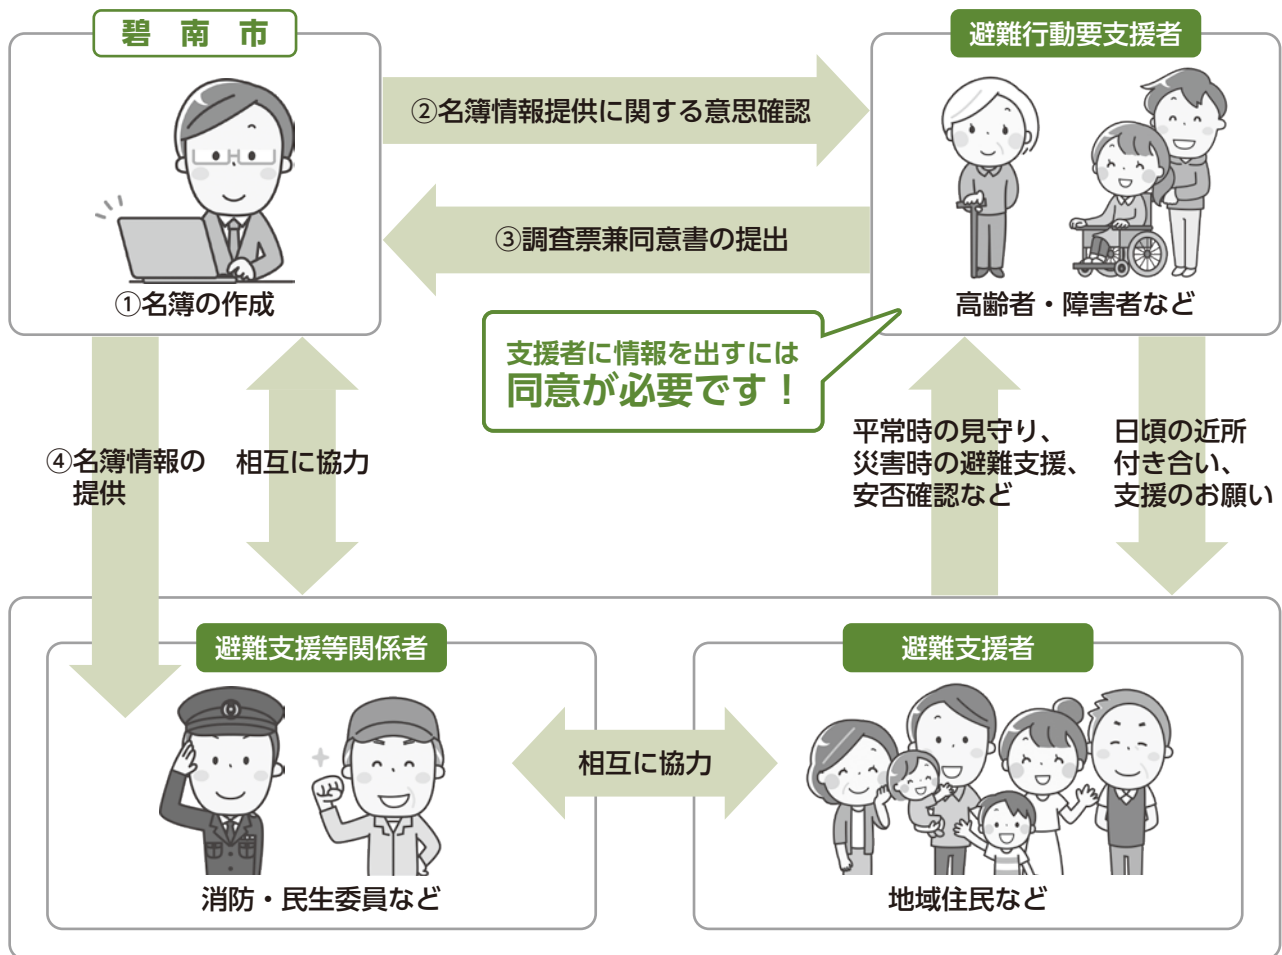 碧南市
避難行動要支援者
②名簿情報提供に関する意思確認
③調査票兼同意書の提出
①名簿の作成
高齢者・障害者など
支援者に情報を出すには
同意が必要です！
④名簿情報の
提供
相互に協力
平常時の見守り、
災害時の避難支援、
安否確認など
日頃の近所
付き合い、
支援のお願い
避難支援等関係者
避難支援者
相互に協力
消防・民生委員など
地域住民など